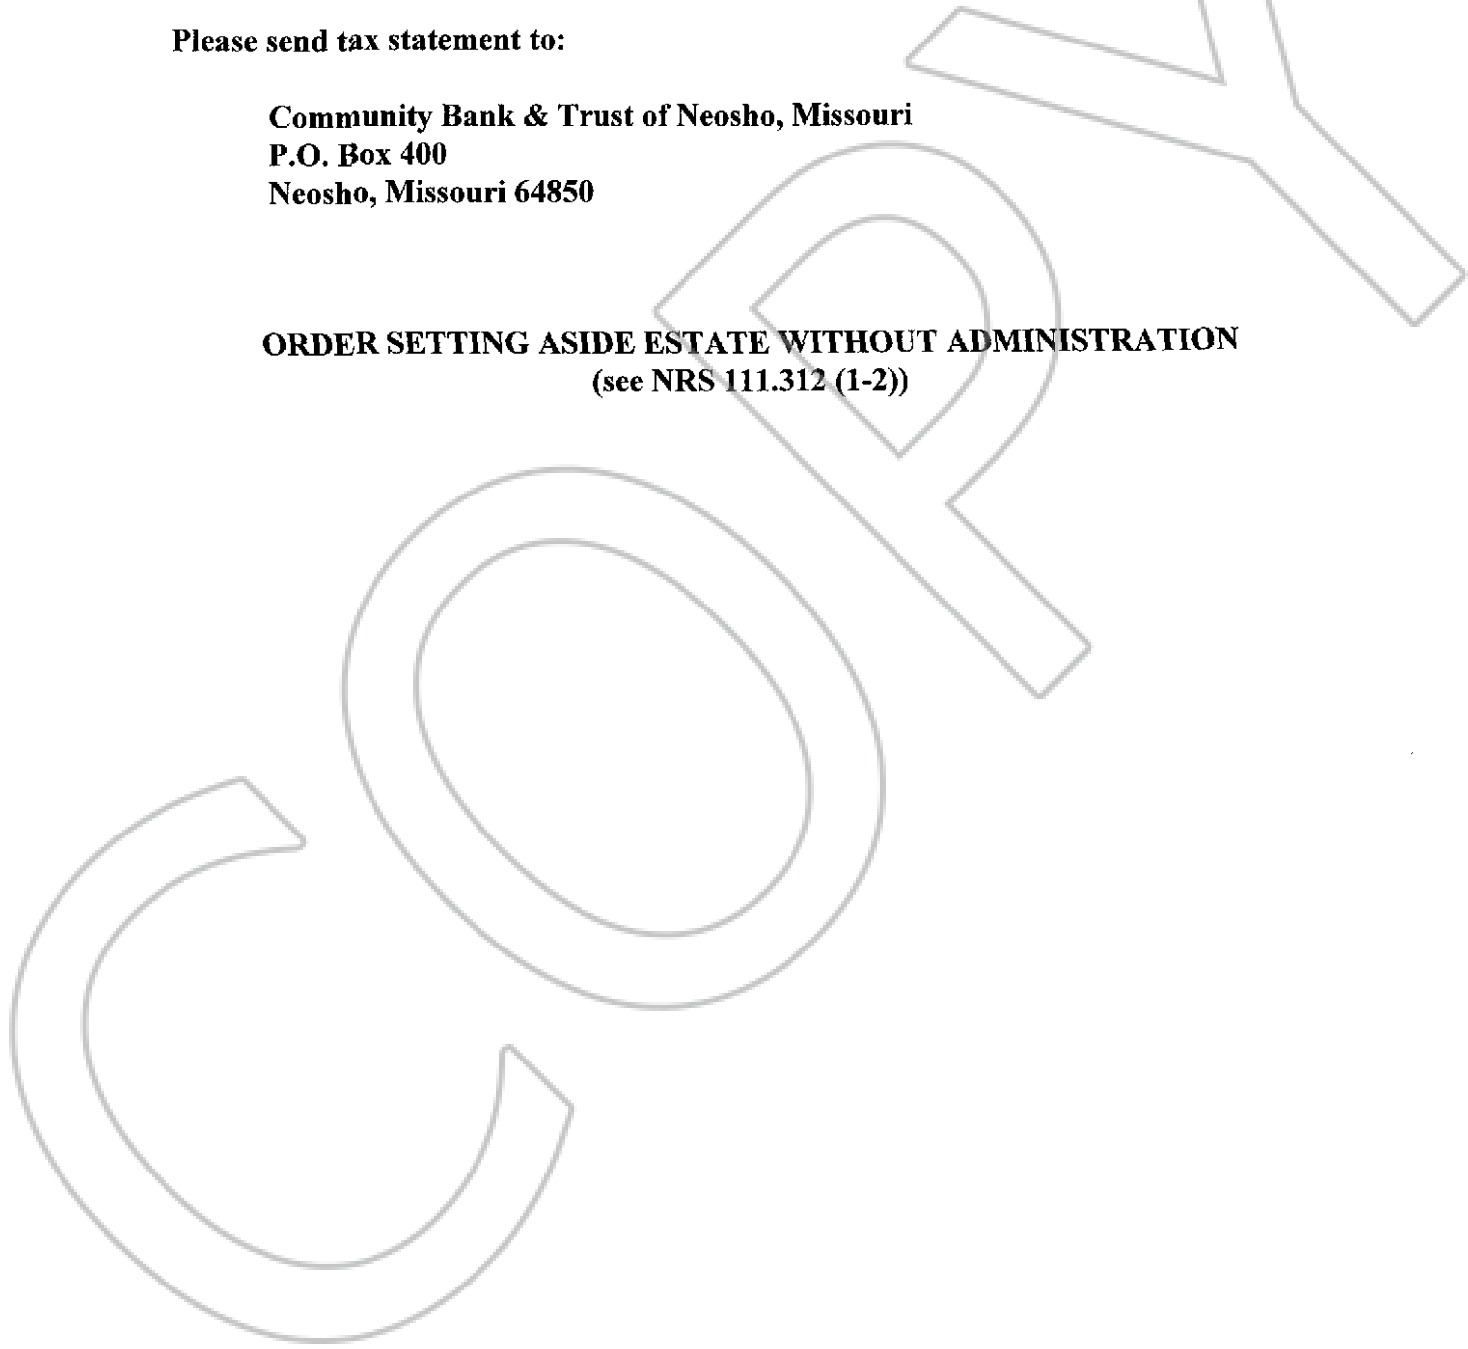 Please send tax statement to:
Community Bank & Trust of Neosho, Missouri
P.O. Box 400
Neosho, Missouri 64850
ORDER SETTING ASIDE ESTATE WITHOUT ADMINISTRATION
(see NRS 111.312 (1-2))
COPY